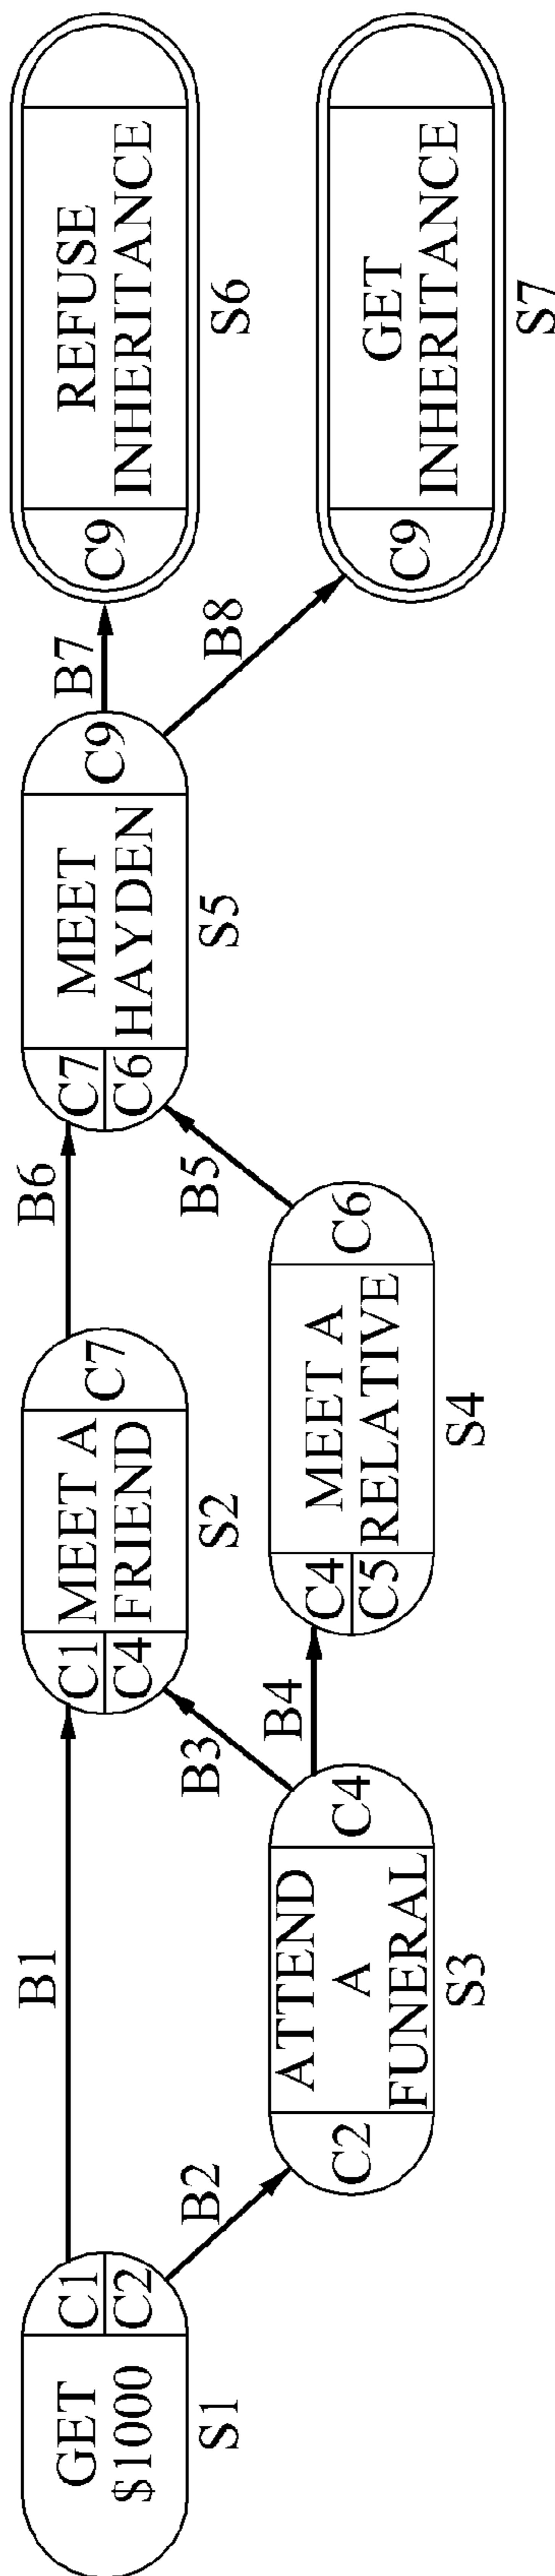 GET
$1000
C1
C2
S1
B1
B2
C2
ATTEND
A
FUNERAL
C4
S3
B3
B4
C1
C4
MEET A
FRIEND
C7
S2
C4
C5
MEET A
RELATIVE
C6
S4
B6
B5
C7
C6
MEET
HAYDEN
C9
S5
B7
B8
C9
REFUSE
INHERITANCE
S6
C9
GET
INHERITANCE
S7